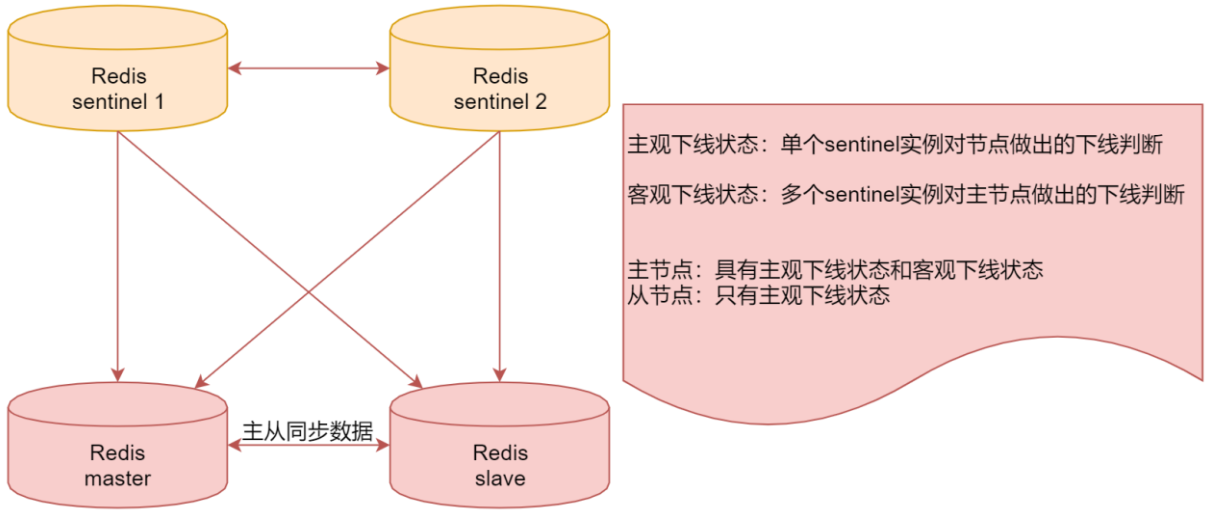 Redis
sentinel 1
Redis
sentinel 2
主观下线状态：单个sentinel实例对节点做出的下线判断
客观下线状态：多个sentinel实例对主节点做出的下线判断
主节点：具有主观下线状态和客观下线状态
从节点：只有主观下线状态
主从同步数据
Redis
master
Redis
slave